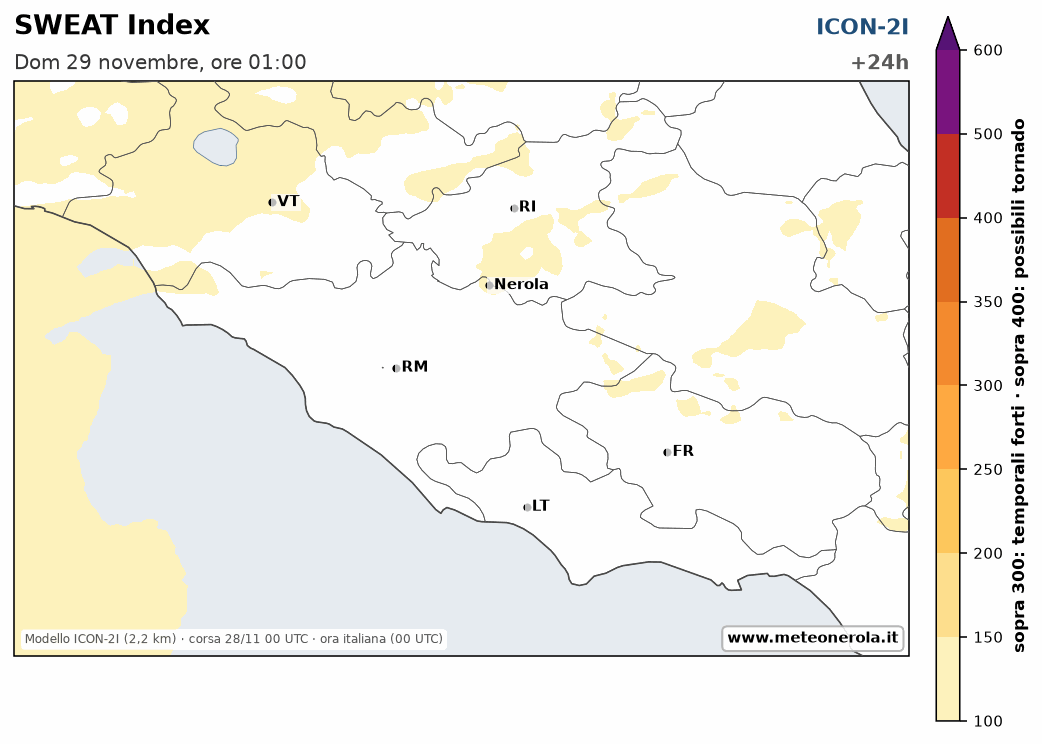 SWEAT Index
ICON-2I
Dom 29 novembre, ore 01:00
+24h
VT
RI
Nerola
RM
FR
LT
Modello ICON-2I (2,2 km) · corsa 28/11 00 UTC · ora italiana (00 UTC)
www.meteonerola.it
600
500
400
350
300
250
200
150
100
sopra 300: temporali forti · sopra 400: possibili tornado